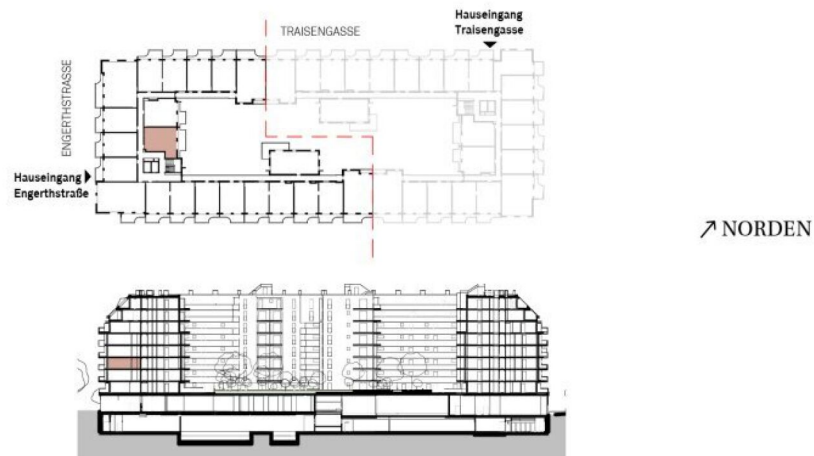 TRAISENGASSE
Hauseingang
Traisengasse
ENGERTHSTRASSE
Hauseingang
Engerthstraße
NORDEN